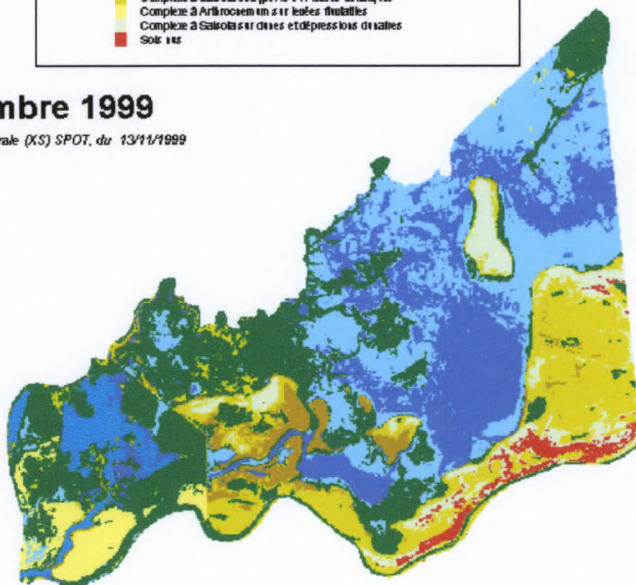 Complexe à Arthrocnemum sur levées fluviatiles
Complexe à Salsola sur dunes et dépressions dunaires
Sols nus
mbre 1999
rale (XS) SPOT, du 13/11/1999